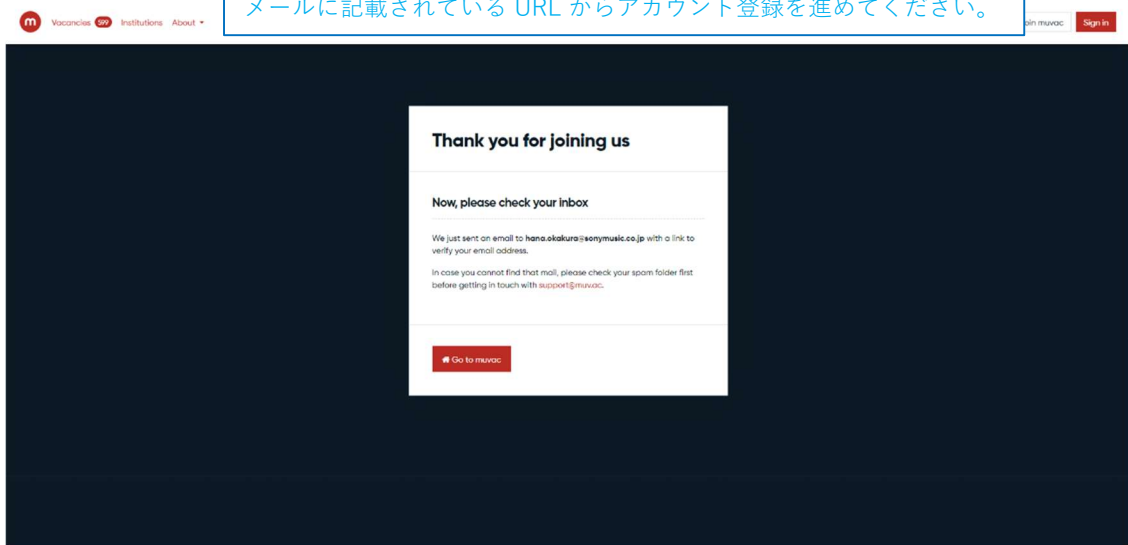 メールに記載されている URL からアカウント登録を進めてください。
m Vacancies 599 Institutions About muvac Sign in
Thank you for joining us
Now, please check your inbox
We just sent an email to hana.okakura@sonymusic.co.jp with a link to
verify your email address.
In case you cannot find that mail, please check your spam folder first
before getting in touch with support@muv.ac.
Go to muvac